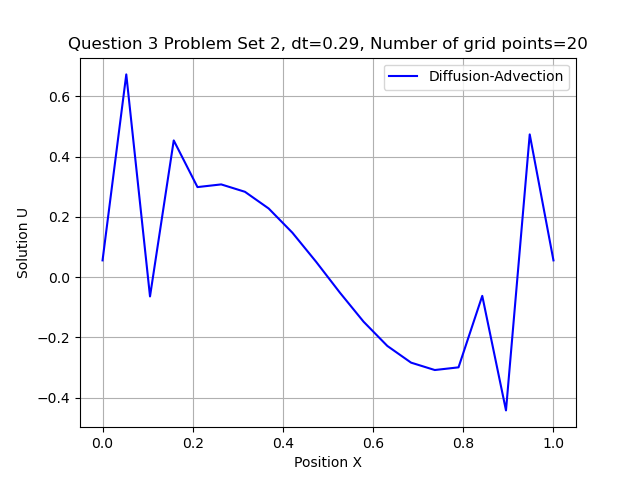 Question 3 Problem Set 2, dt=0.29, Number of grid points=20
Diffusion-Advection
Solution U
0.6
0.4
0.2
0.0
−0.2
−0.4
0.0 0.2 0.4 0.6 0.8 1.0
Position X